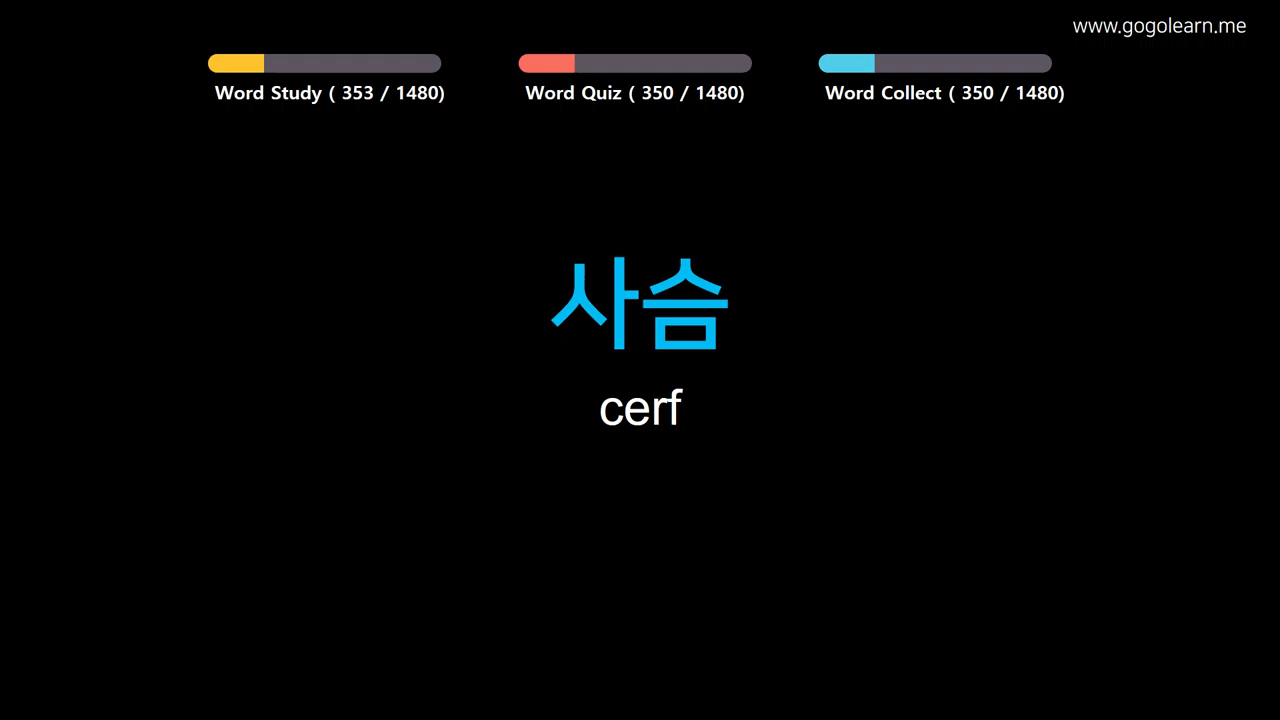 www.gogolearn.me
Word Study ( 353 / 1480)
Word Quiz ( 350 / 1480)
Word Collect ( 350 / 1480)
사슴
cerf